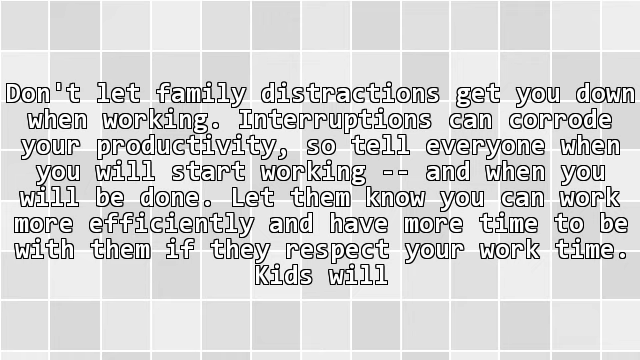 Don't let family distractions get you down
when working. Interruptions can corrode
your productivity, so tell everyone when
you will start working -- and when you
will be done. Let them know you can work
more efficiently and have more time to be
with them if they respect your work time.
Kids will